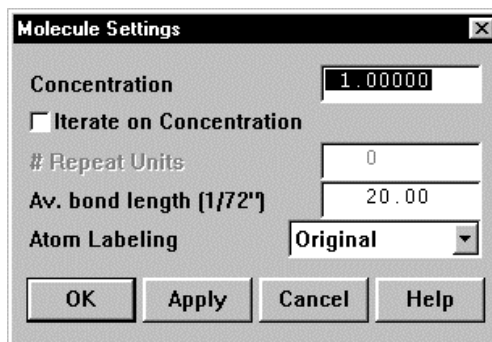 Molecule Settings
Concentration 1.00000
Iterate on Concentration
# Repeat Units 0
Av. bond length (1/72") 20.00
Atom Labeling Original
OK Apply Cancel Help